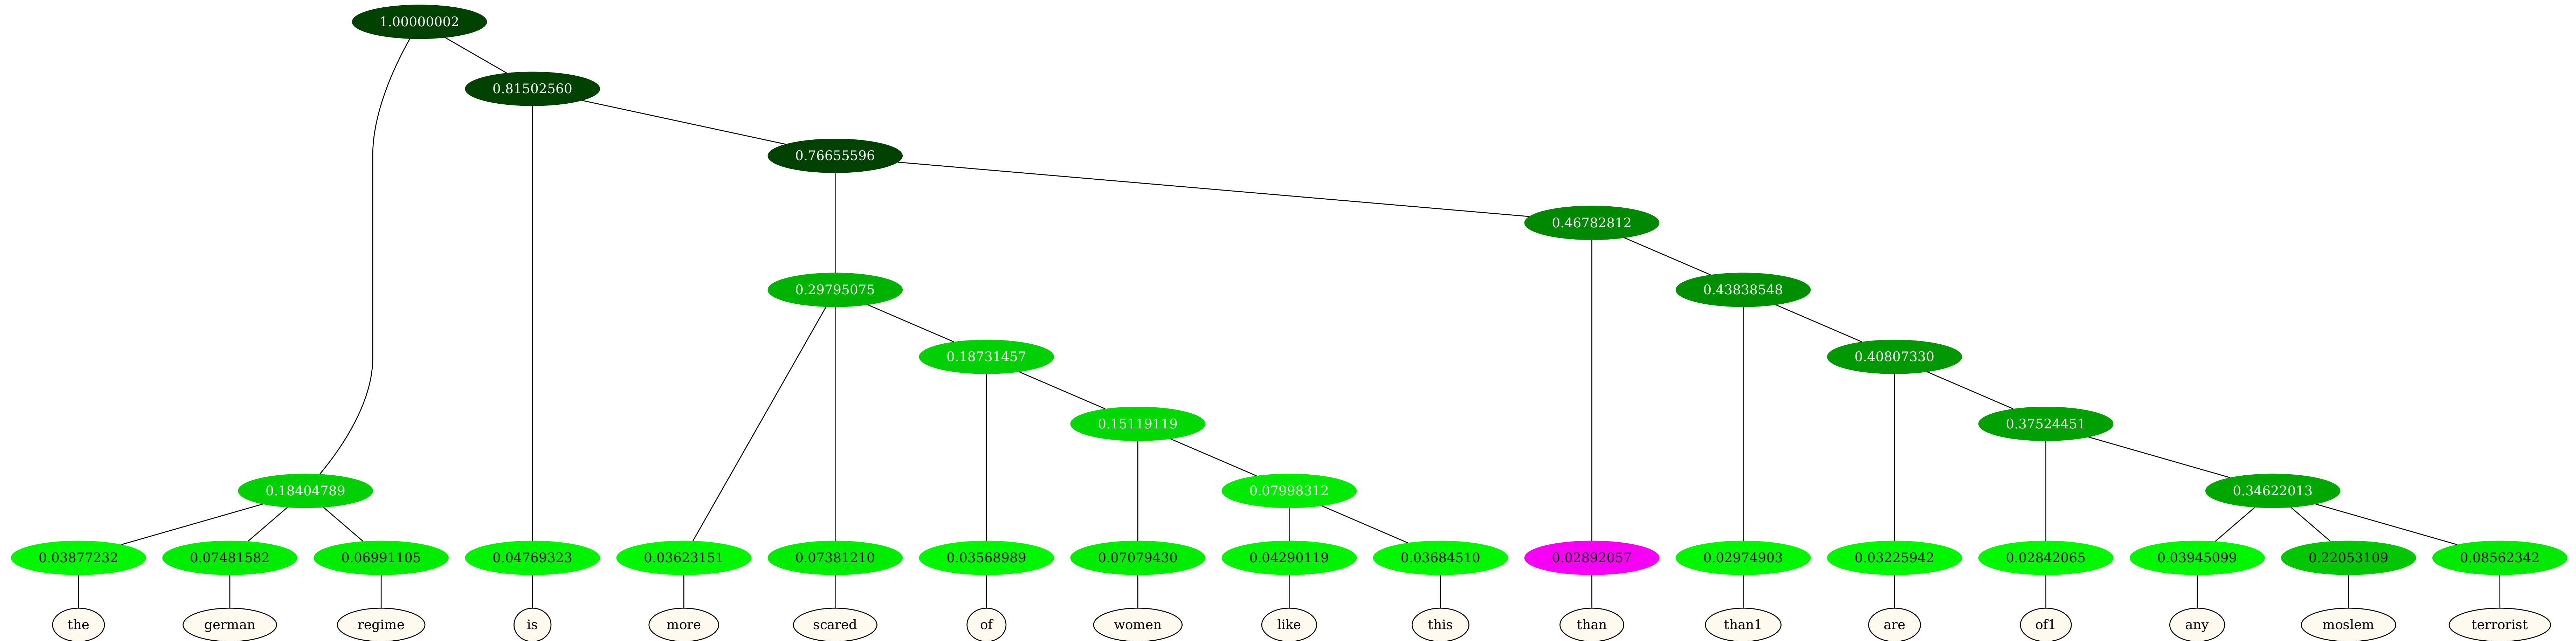 1.00000002
0.81502560
0.76655596
0.46782812
0.29795075 0.43838548
0.18731457 0.40807330
0.15119119 0.37524451
0.18404789 0.07998312 0.34622013
0.03877232 0.07481582 0.06991105 0.04769323 0.03623151 0.07381210 0.03568989 0.07079430 0.04290119 0.03684510 0.02892057 0.02974903 0.03225942 0.02842065 0.03945099 0.22053109 0.08562342
the german regime is more scared of women like this than than1 are of1 any moslem terrorist